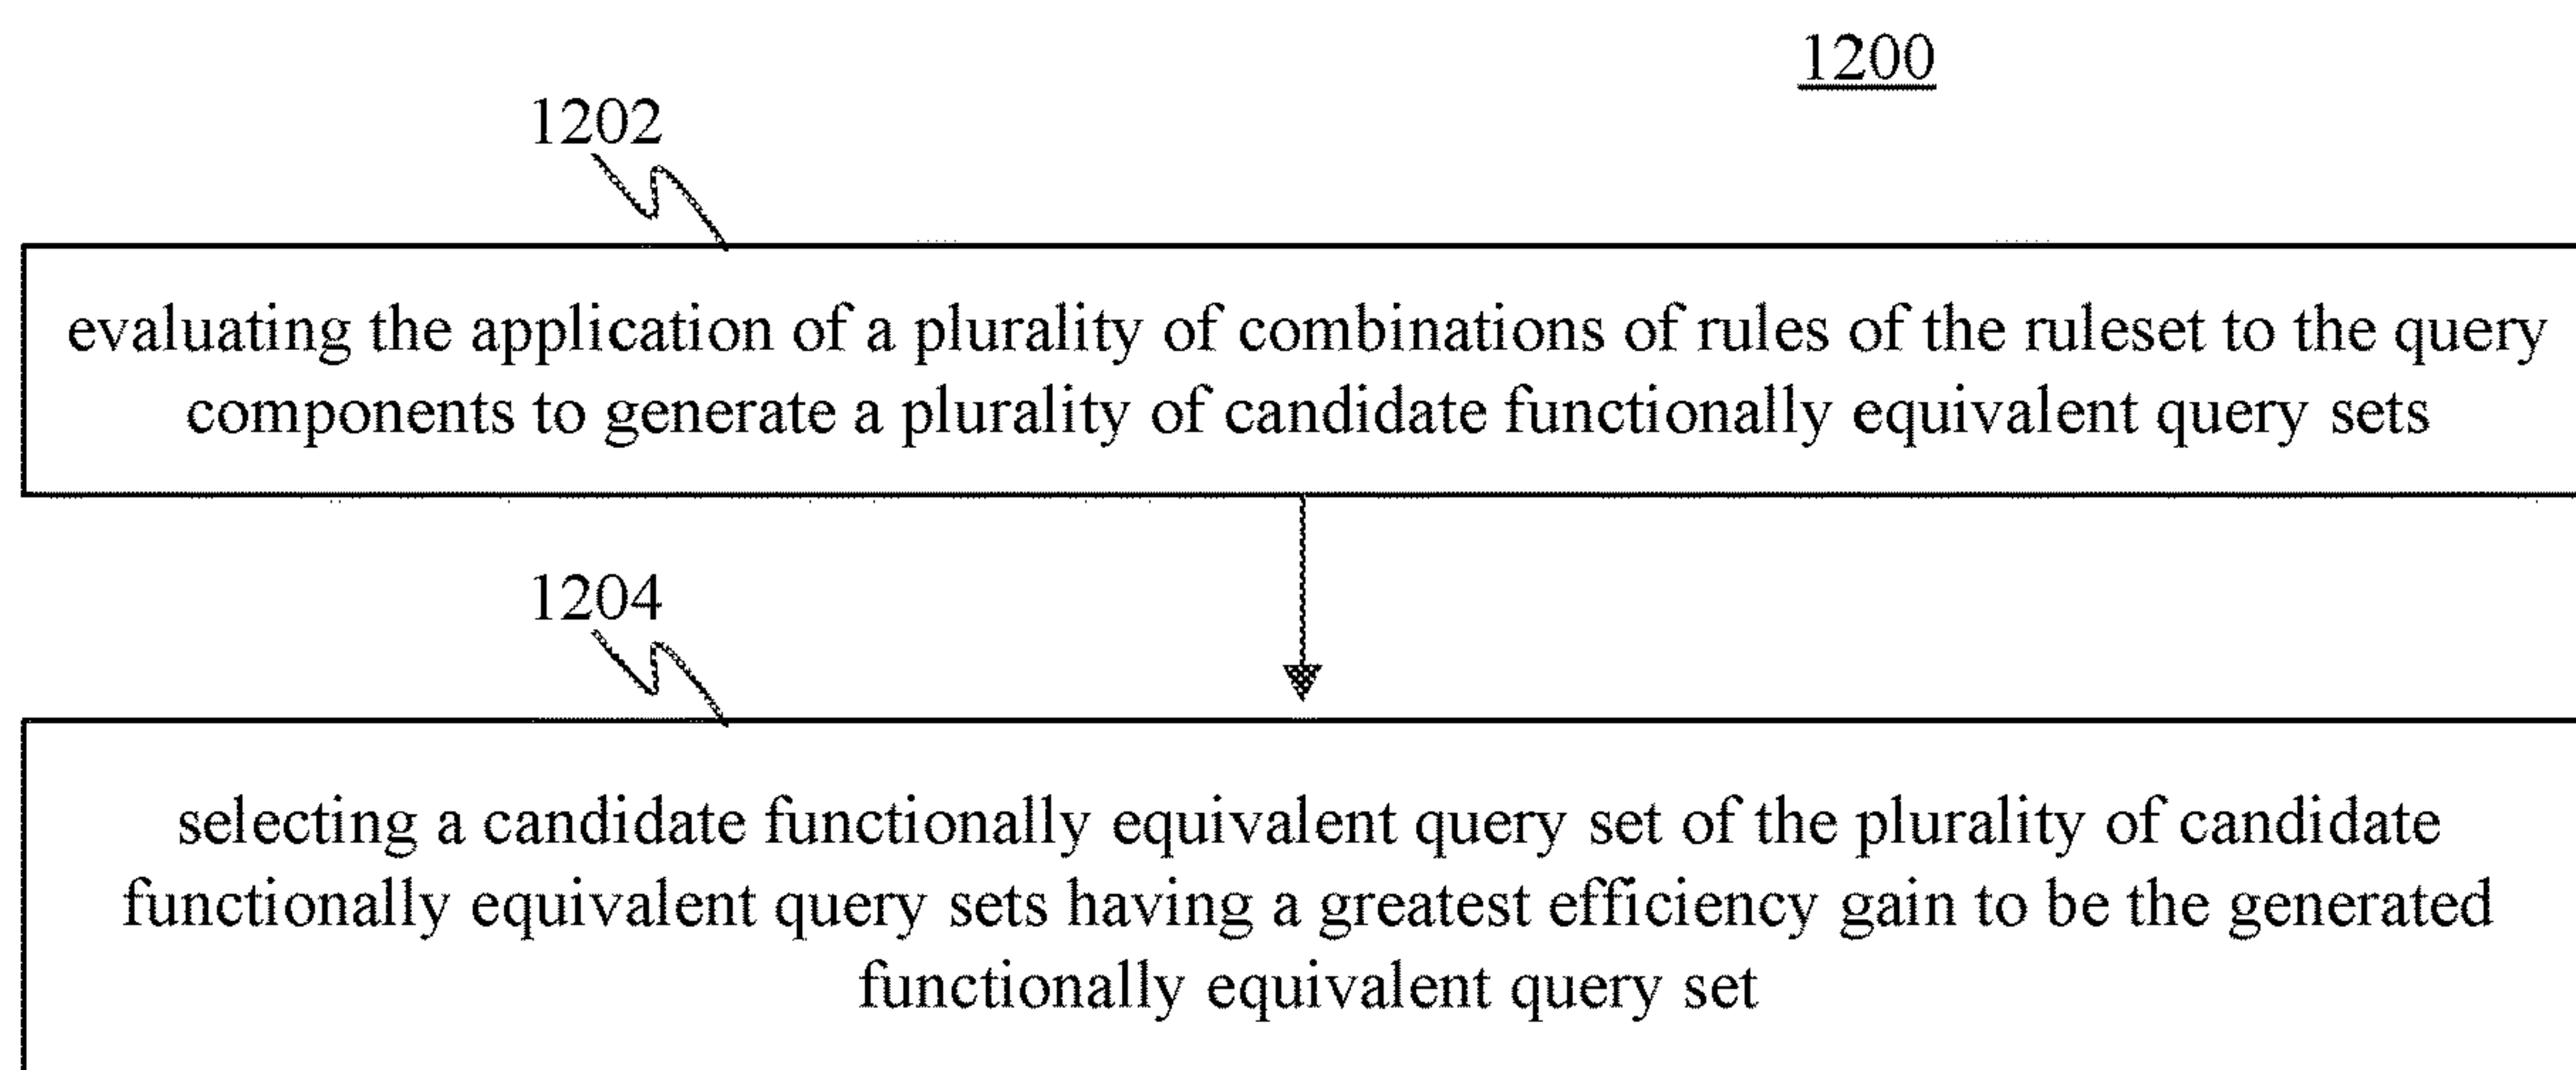 1200
1202
evaluating the application of a plurality of combinations of rules of the ruleset to the query
components to generate a plurality of candidate functionally equivalent query sets
1204
selecting a candidate functionally equivalent query set of the plurality of candidate
functionally equivalent query sets having a greatest efficiency gain to be the generated
functionally equivalent query set